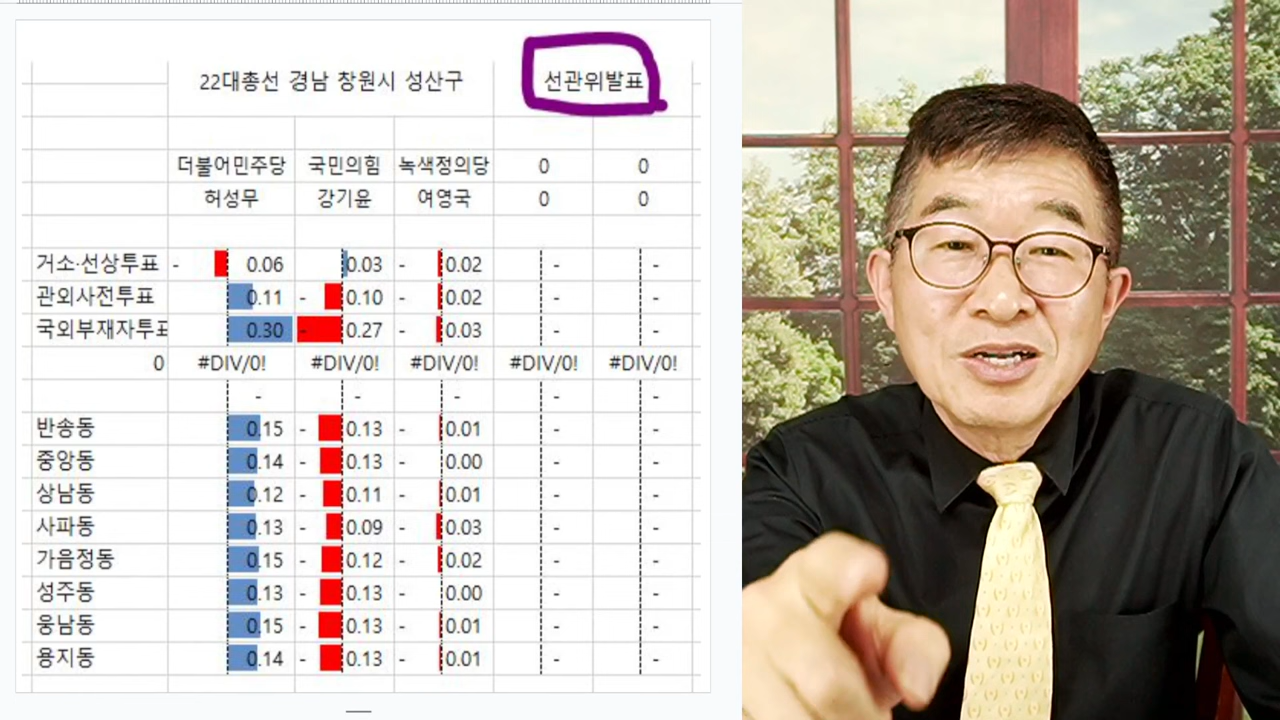 22대총선 경남 창원시 성산구 선관위발표
더불어민주당 국민의힘 녹색정의당 0 0
허성무 강기윤 여영국 0 0
거소·선상투표 - 0.06 0.03 - 0.02 - -
관외사전투표 0.11 - 0.10 - 0.02 - -
국외부재자투표 0.30 - 0.27 - 0.03 - -
0 #DIV/0! #DIV/0! #DIV/0! #DIV/0! #DIV/0!
- - - - -
반송동 0.15 - 0.13 - 0.01 - -
중앙동 0.14 - 0.13 - 0.00 - -
상남동 0.12 - 0.11 - 0.01 - -
사파동 0.13 - 0.09 - 0.03 - -
가음정동 0.15 - 0.12 - 0.02 - -
성주동 0.13 - 0.13 0.00 - -
웅남동 0.15 - 0.13 - 0.01 - -
용지동 0.14 - 0.13 - 0.01 - -